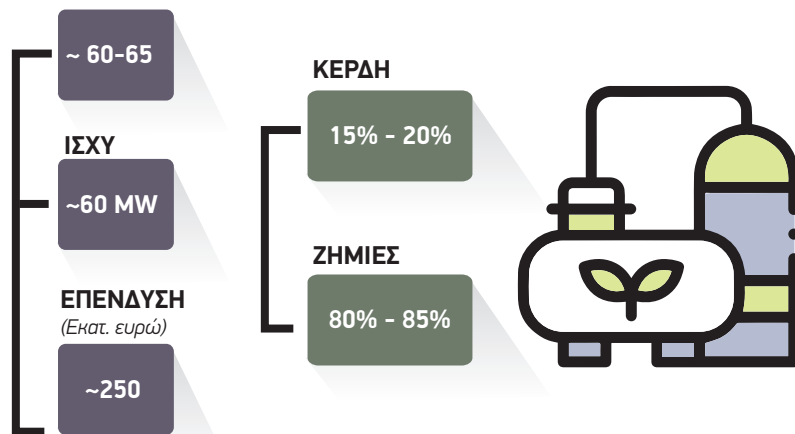 ~ 60-65
ΙΣΧΥ
~60 MW
ΕΠΕΝΔΥΣΗ
(Εκατ. ευρώ)
~250
ΚΕΡΔΗ
15% - 20%
ΖΗΜΙΕΣ
80% - 85%